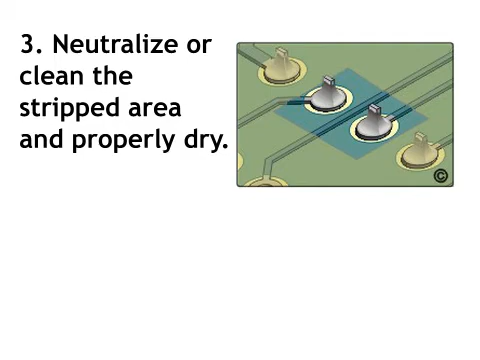 3. Neutralize or
clean the
stripped area
and properly dry.
©